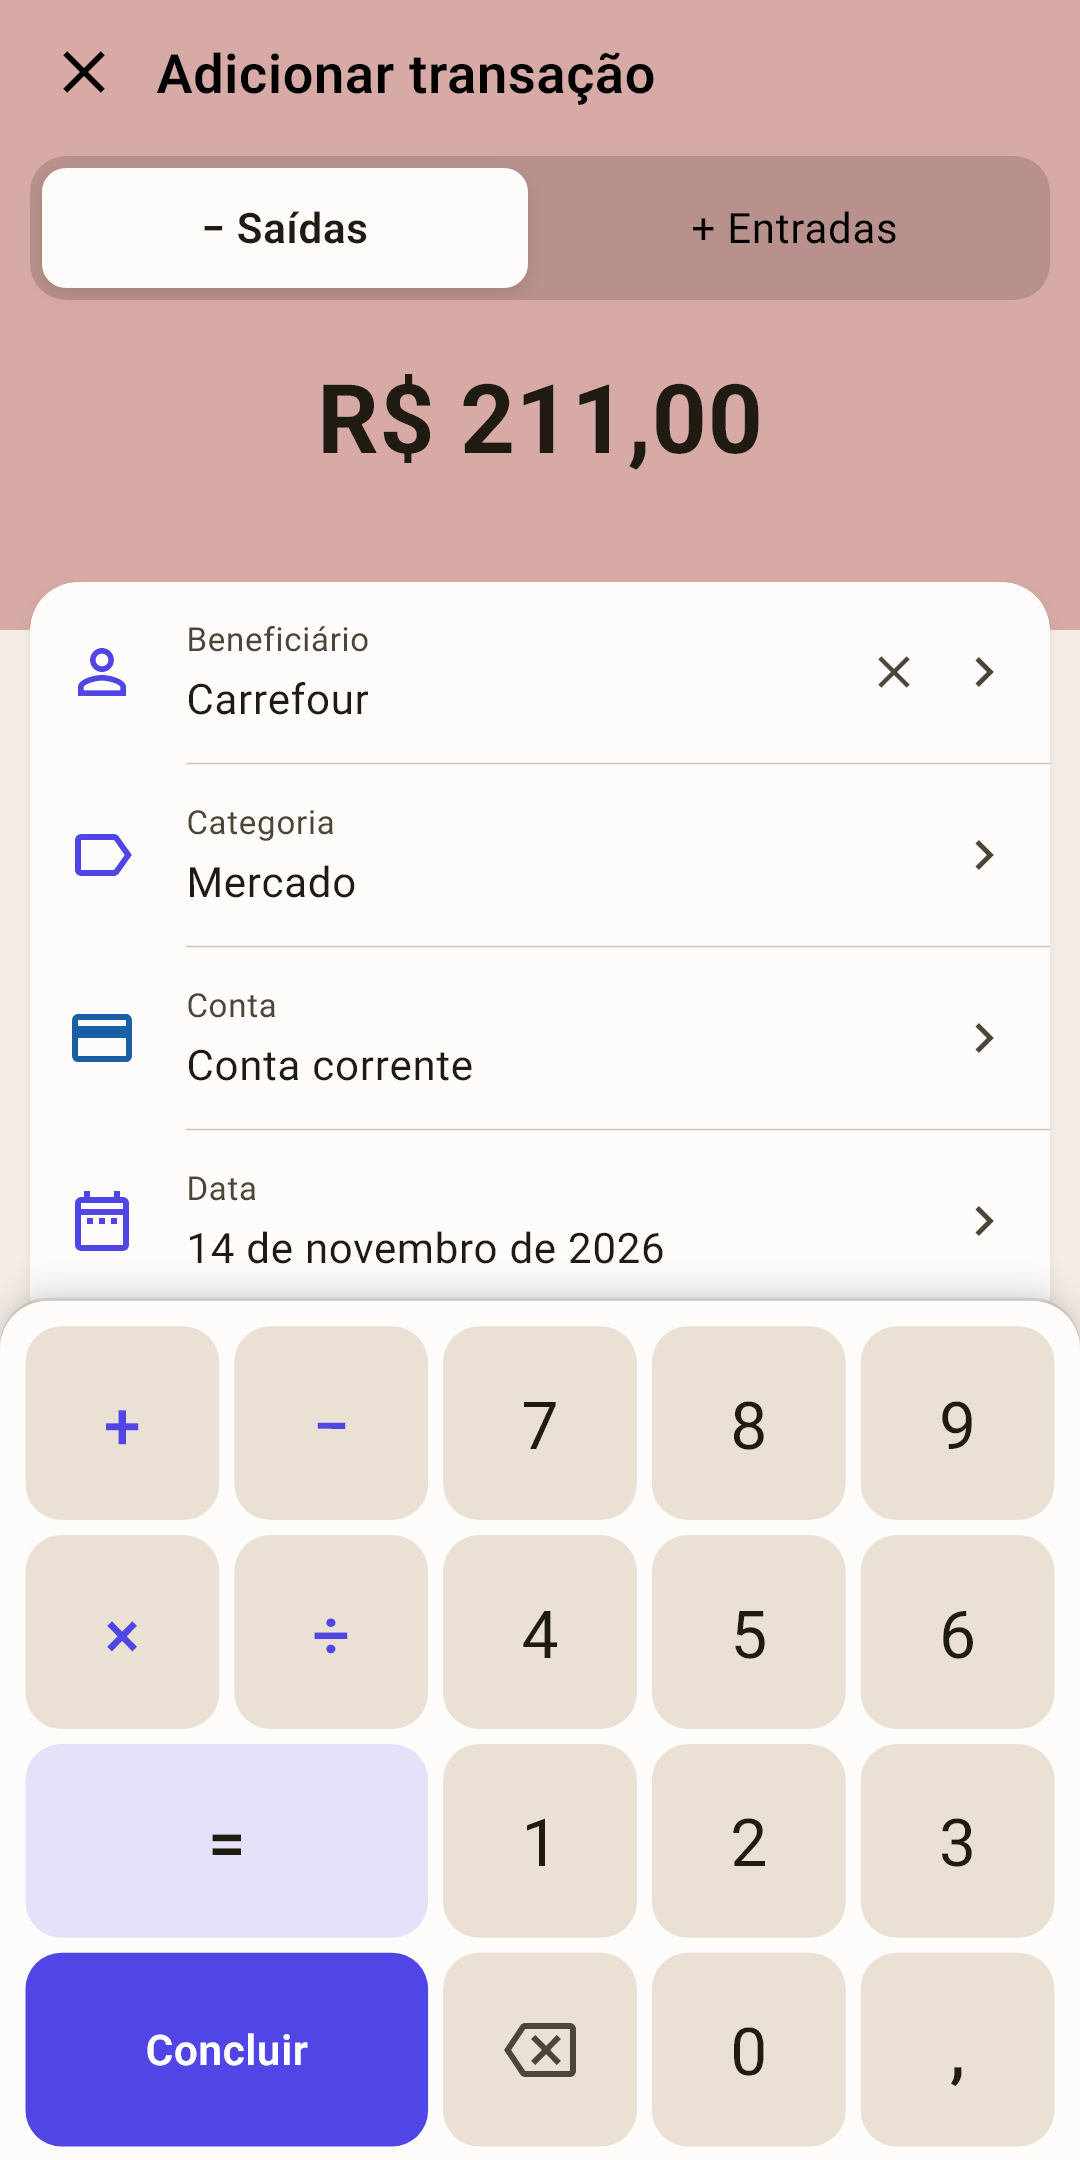 Adicionar transação
− Saídas
+ Entradas
R$ 211,00
Beneficiário
Carrefour
Categoria
Mercado
Conta
Conta corrente
Data
14 de novembro de 2026
+ − 7 8 9
× ÷ 4 5 6
= 1 2 3
Concluir 0 ,